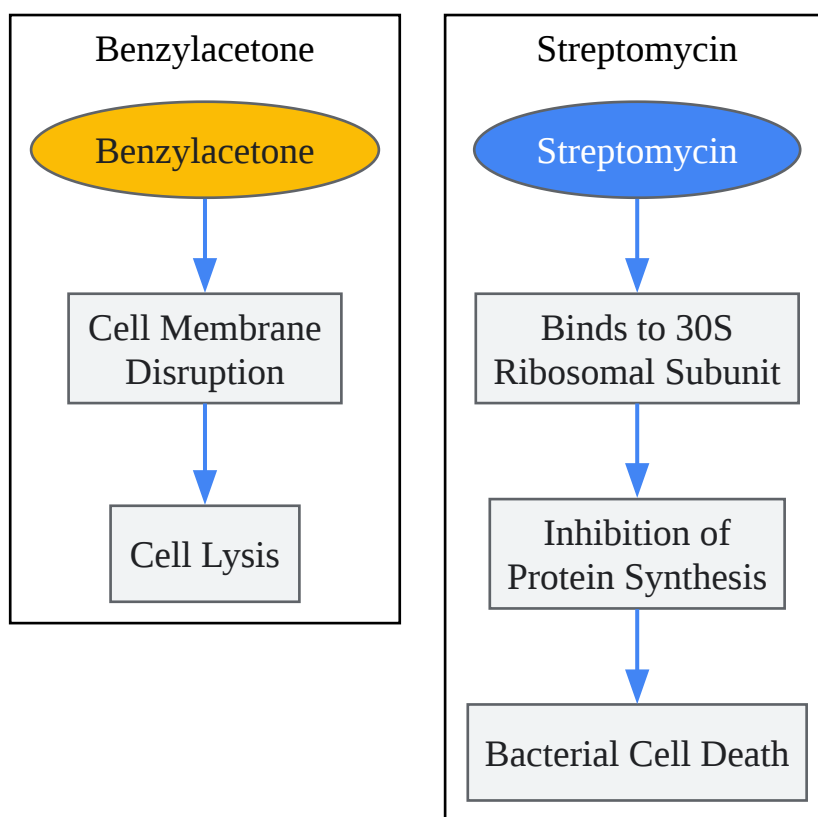 Benzylacetone
Benzylacetone
Cell Membrane
Disruption
Cell Lysis
Streptomycin
Streptomycin
Binds to 30S
Ribosomal Subunit
Inhibition of
Protein Synthesis
Bacterial Cell Death